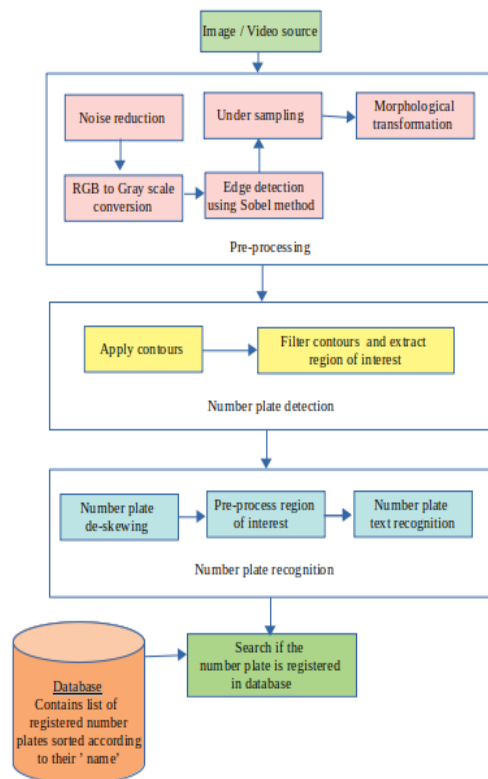 Image / Video source
Noise reduction
Under sampling
Morphological
transformation
RGB to Gray scale
conversion
Edge detection
using Sobel method
Pre-processing
Apply contours
Filter contours and extract
region of interest
Number plate detection
Number plate
de-skewing
Pre-process region
of interest
Number plate
text recognition
Number plate recognition
Search if the
number plate is registered
in database
Database
Contains list of
registered number
plates sorted according
to their ' name'